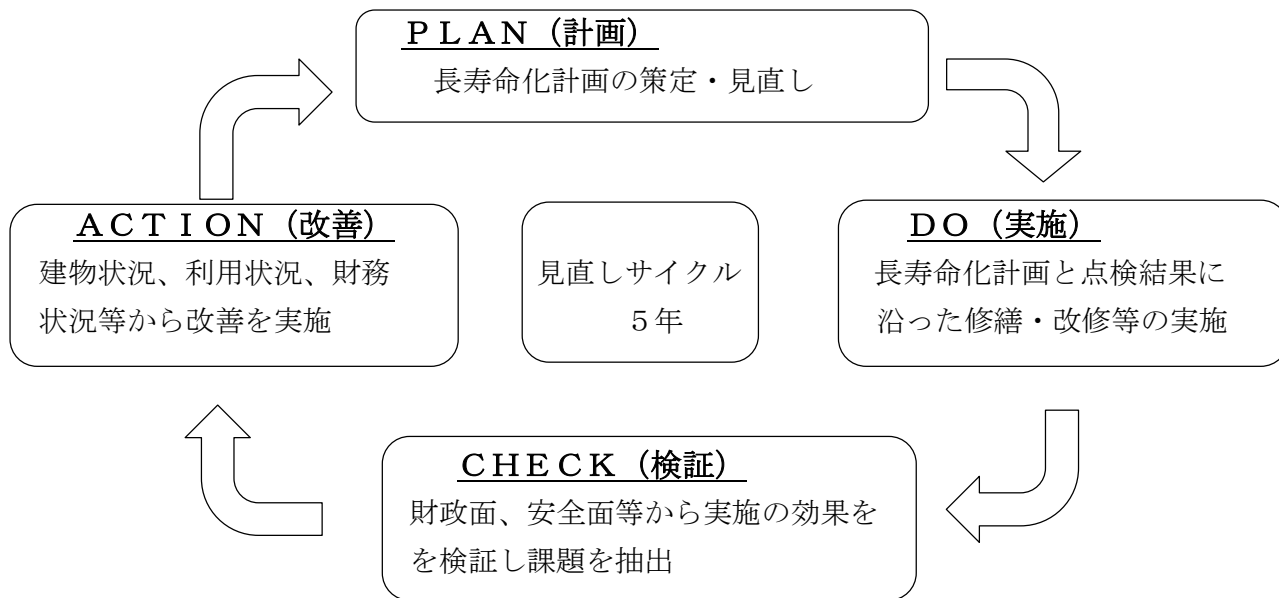 ＰＬＡＮ（計画）
長寿命化計画の策定・見直し
ＤＯ（実施）
長寿命化計画と点検結果に
沿った修繕・改修等の実施
ＣＨＥＣＫ（検証）
財政面、安全面等から実施の効果を
を検証し課題を抽出
ＡＣＴＩＯＮ（改善）
建物状況、利用状況、財務
状況等から改善を実施
見直しサイクル
５年